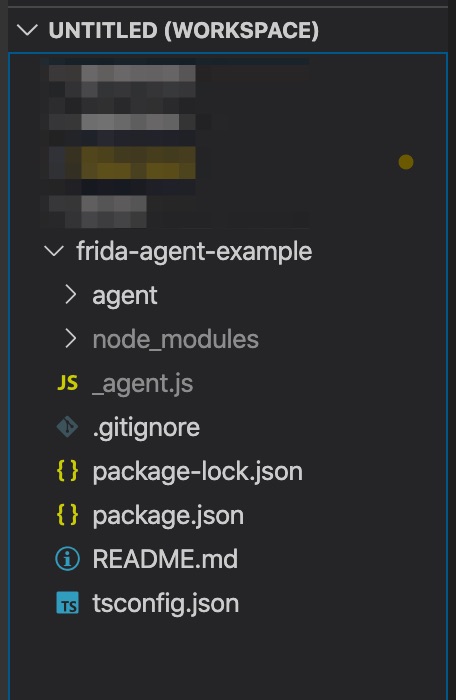 UNTITLED (WORKSPACE)
frida-agent-example
agent
node_modules
JS _agent.js
.gitignore
{} package-lock.json
{} package.json
README.md
TS tsconfig.json